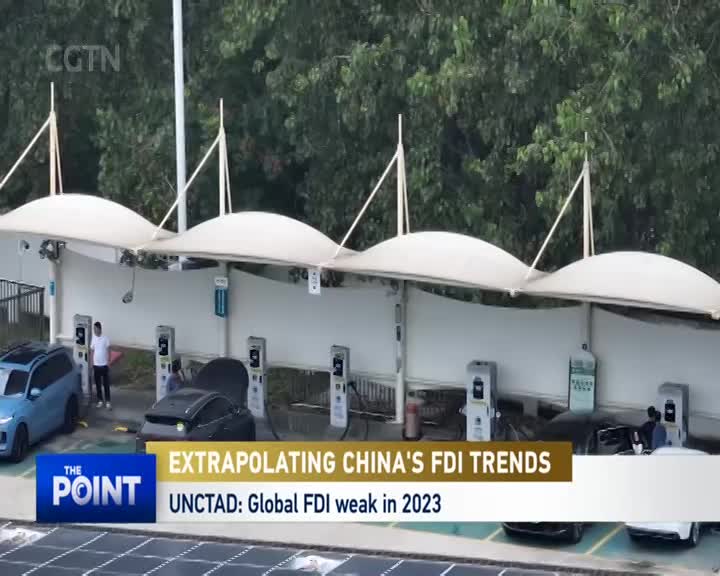 CGTN
EXTRAPOLATING CHINA'S FDI TRENDS
THE
POINT
UNCTAD: Global FDI weak in 2023